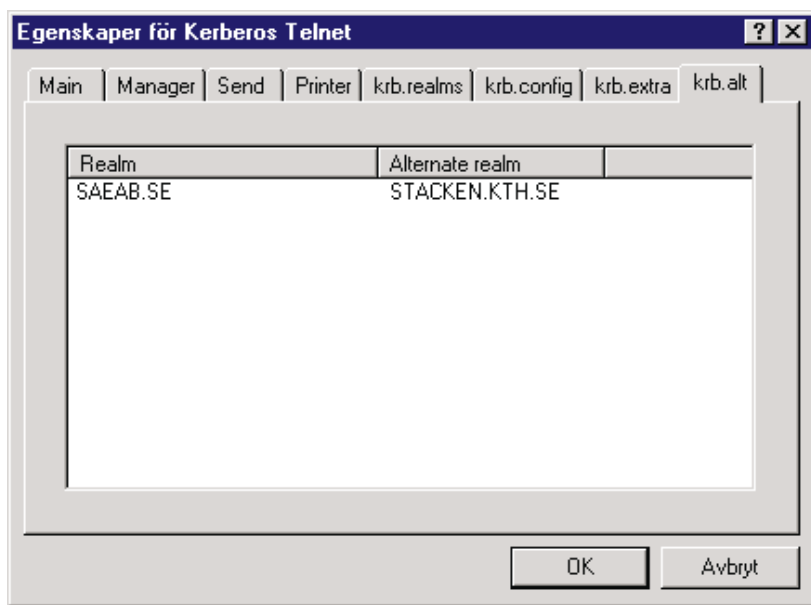 Egenskaper för Kerberos Telnet
Main Manager Send Printer krb.realms krb.config krb.extra krb.alt
Realm Alternate realm
SAEAB.SE STACKEN.KTH.SE
OK Avbryt